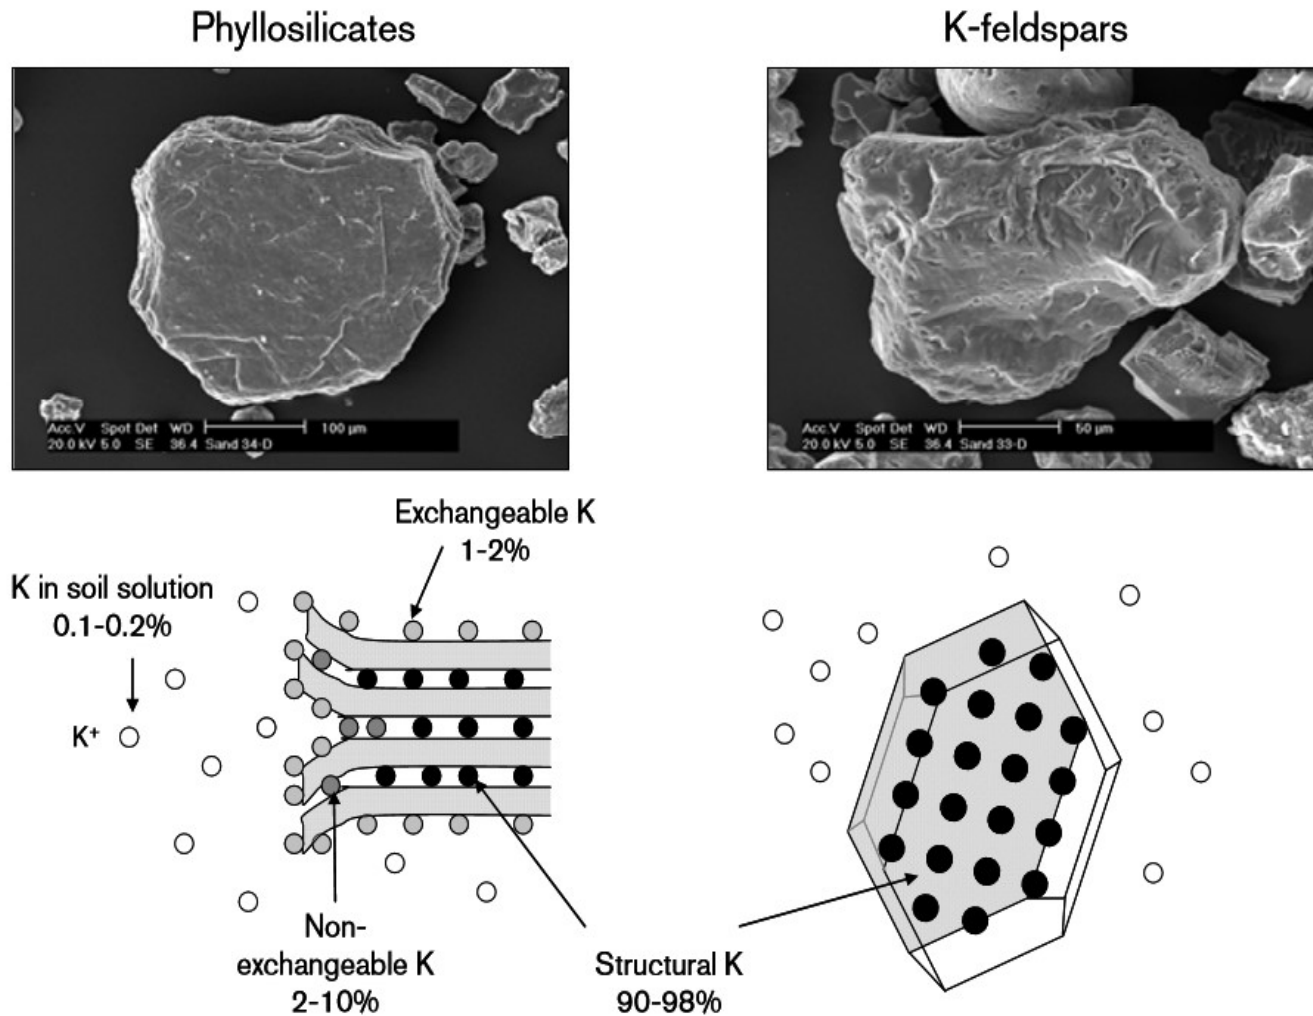 Phyllosilicates
K-feldspars
Acc.V Spot Det WD 100 µm
20.0 kV 5.0 SE 36.4 Sand 34-D
Acc.V Spot Det WD 50 µm
20.0 kV 5.0 SE 36.4 Sand 33-D
Exchangeable K
1-2%
K in soil solution
0.1-0.2%
K⁺
Non-
exchangeable K
2-10%
Structural K
90-98%